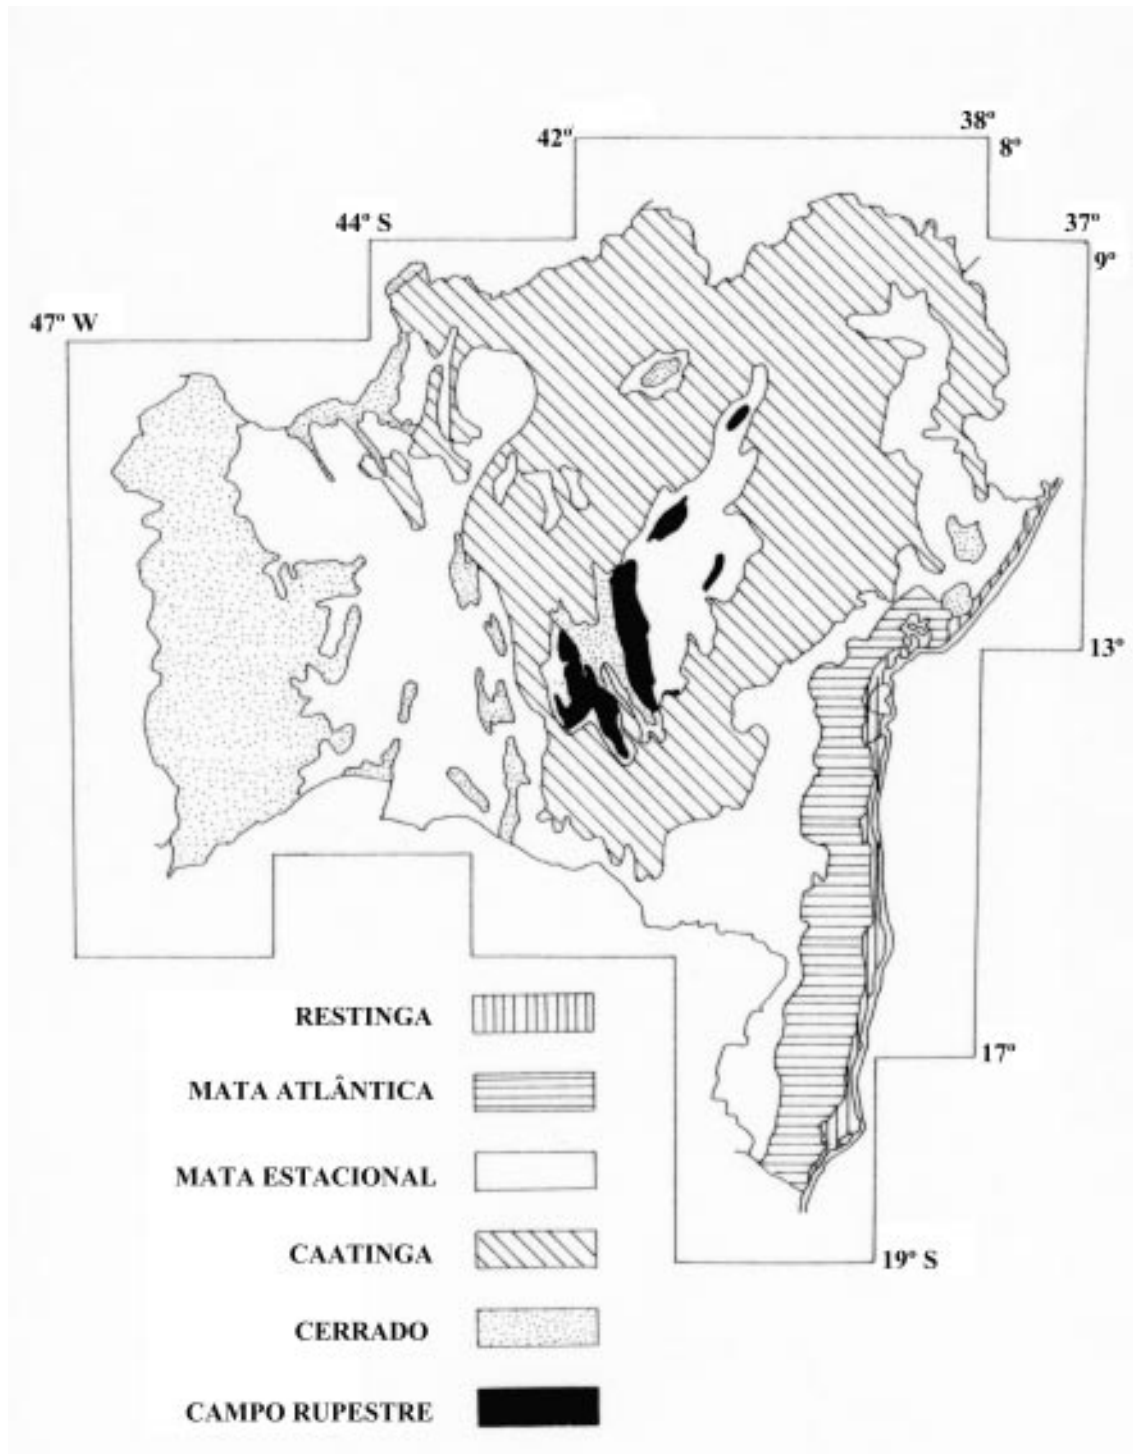 38º
42º
8º
44º S
37º
9º
47º W
13º
17º
19º S
RESTINGA
MATA ATLÂNTICA
MATA ESTACIONAL
CAATINGA
CERRADO
CAMPO RUPESTRE